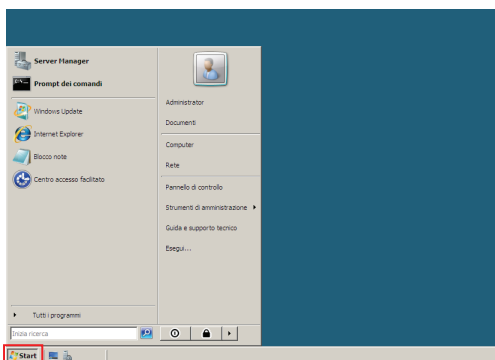 Server Manager
Prompt dei comandi
Windows Update
Internet Explorer
Blocco note
Centro accesso facilitato
Tutti i programmi
Inizia ricerca
Administrator
Documenti
Computer
Rete
Pannello di controllo
Strumenti di amministrazione
Guida e supporto tecnico
Esegui...
Start